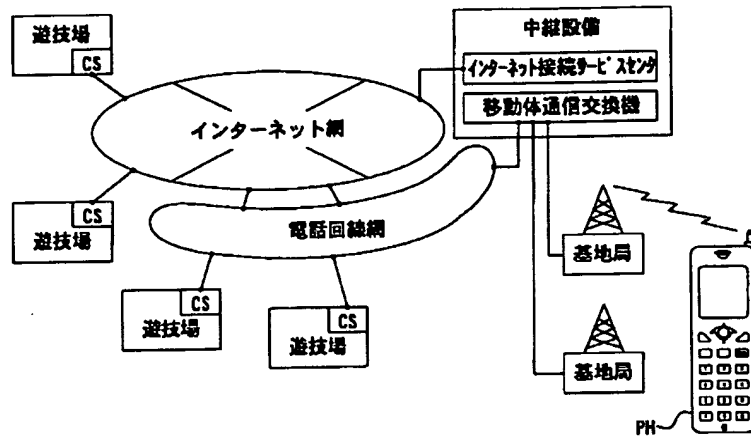 遊技場
CS
中継設備
インターネット接続サービスセンタ
移動体通信交換機
インターネット網
CS
遊技場
電話回線網
基地局
CS
遊技場
CS
遊技場
基地局
PH